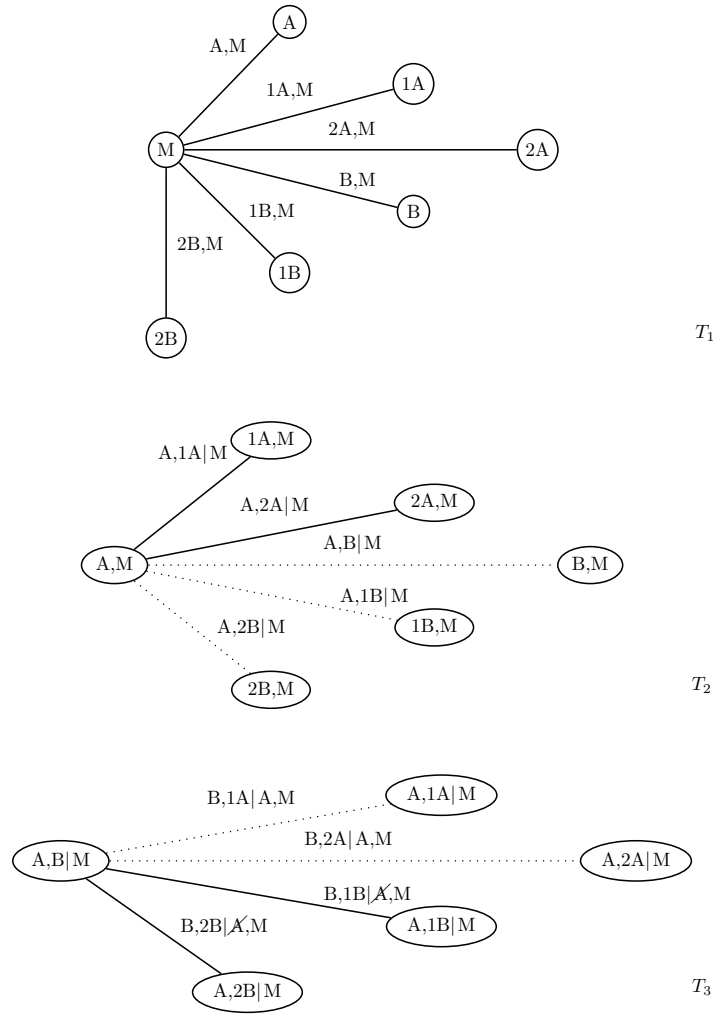 A
A,M
1A
1A,M
2A,M
M
2A
B,M
B
1B,M
2B,M
1B
2B
T1
1A,M
A,1A|M
2A,M
A,2A|M
A,B|M
A,M
B,M
A,1B|M
1B,M
A,2B|M
2B,M
T2
A,1A|M
B,1A|A,M
B,2A|A,M
A,B|M
A,2A|M
B,1B|A,M
A,1B|M
B,2B|A,M
A,2B|M
T3